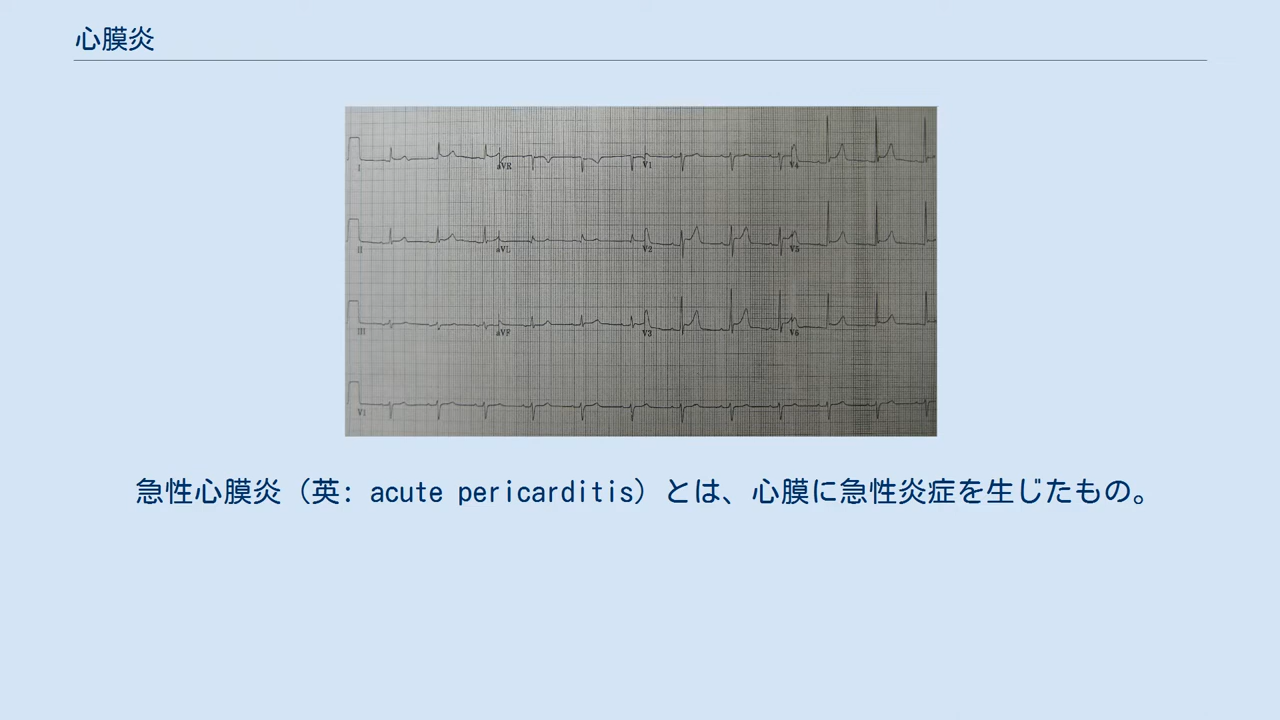 心膜炎
I aVR V1 V4
II aVL V2 V5
III aVF V3 V6
V1
急性心膜炎（英: acute pericarditis）とは、心膜に急性炎症を生じたもの。